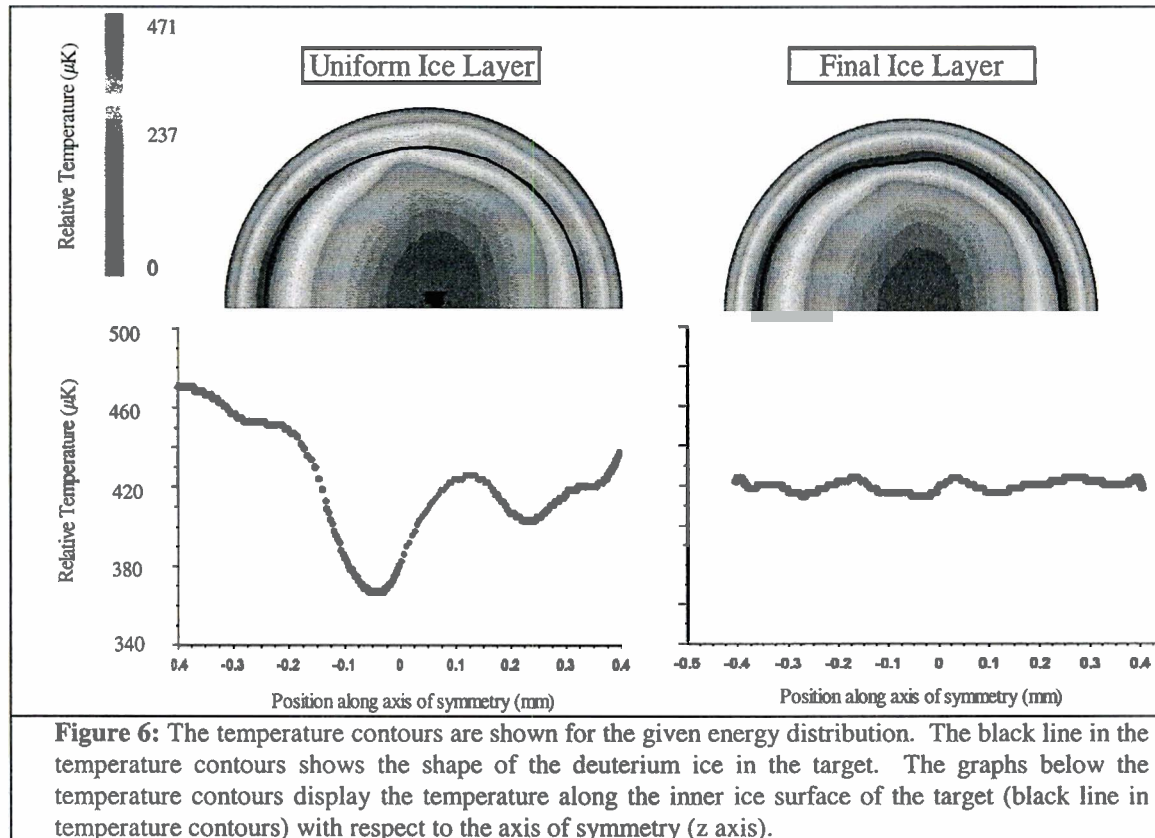 471
237
0
Relative Temperature (μK)
Uniform Ice Layer
Final Ice Layer
500
460
420
380
340
Relative Temperature (μK)
0.4 -0.3 -0.2 -0.1 0 0.1 0.2 0.3 0.4
Position along axis of symmetry (mm)
-0.5 -0.4 -0.3 -0.2 -0.1 0 0.1 0.2 0.3 0.4
Position along axis of symmetry (mm)
Figure 6: The temperature contours are shown for the given energy distribution. The black line in the
temperature contours shows the shape of the deuterium ice in the target. The graphs below the
temperature contours display the temperature along the inner ice surface of the target (black line in
temperature contours) with respect to the axis of symmetry (z axis).